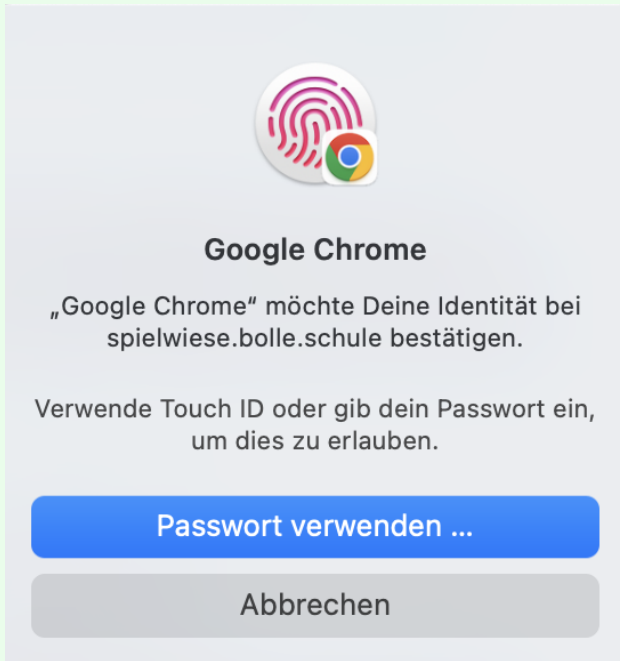 Google Chrome
„Google Chrome“ möchte Deine Identität bei
spielwiese.bolle.schule bestätigen.
Verwende Touch ID oder gib dein Passwort ein,
um dies zu erlauben.
Passwort verwenden ...
Abbrechen